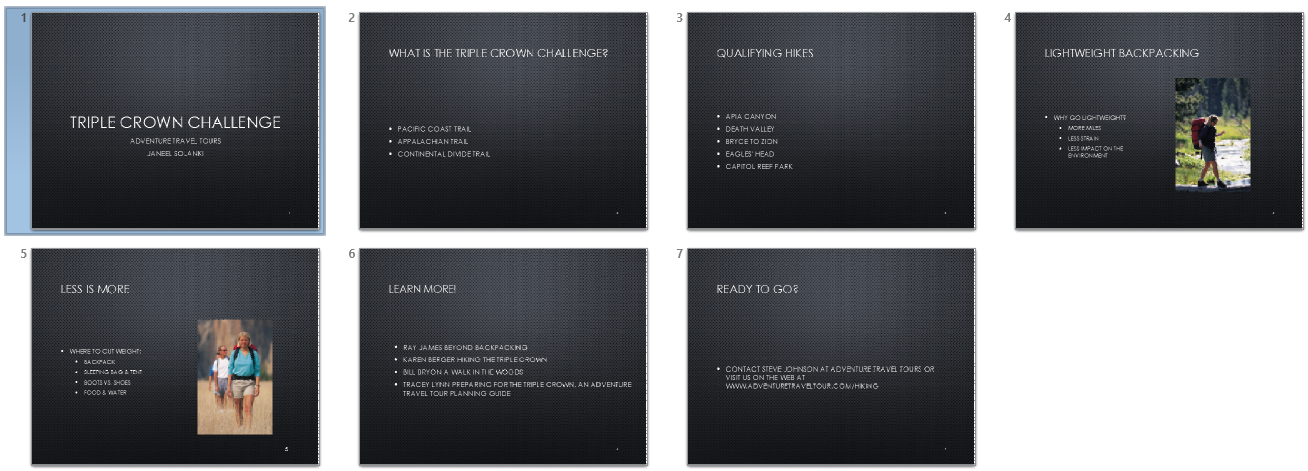 1
TRIPLE CROWN CHALLENGE
ADVENTURE TRAVEL TOURS
JANEEL SOLANKI
2
WHAT IS THE TRIPLE CROWN CHALLENGE?
• PACIFIC COAST TRAIL
• APPALACHIAN TRAIL
• CONTINENTAL DIVIDE TRAIL
3
QUALIFYING HIKES
• APIA CANYON
• DEATH VALLEY
• BRYCE TO ZION
• EAGLES' HEAD
• CAPITOL REEF PARK
4
LIGHTWEIGHT BACKPACKING
• WHY GO LIGHTWEIGHT?
• MORE MILES
• LESS STRAIN
• LESS IMPACT ON THE
ENVIRONMENT
5
LESS IS MORE
• WHERE TO CUT WEIGHT:
• BACKPACK
• SLEEPING BAG & TENT
• BOOTS VS. SHOES
• FOOD & WATER
5
6
LEARN MORE!
• RAY JAMES BEYOND BACKPACKING
• KAREN BERGER HIKING THE TRIPLE CROWN
• BILL BRYON A WALK IN THE WOODS
• TRACEY LYNN PREPARING FOR THE TRIPLE CROWN, AN ADVENTURE
TRAVEL TOUR PLANNING GUIDE
7
READY TO GO?
• CONTACT STEVE JOHNSON AT ADVENTURE TRAVEL TOURS OR
VISIT US ON THE WEB AT
WWW.ADVENTURETRAVELTOUR.COM/HIKING